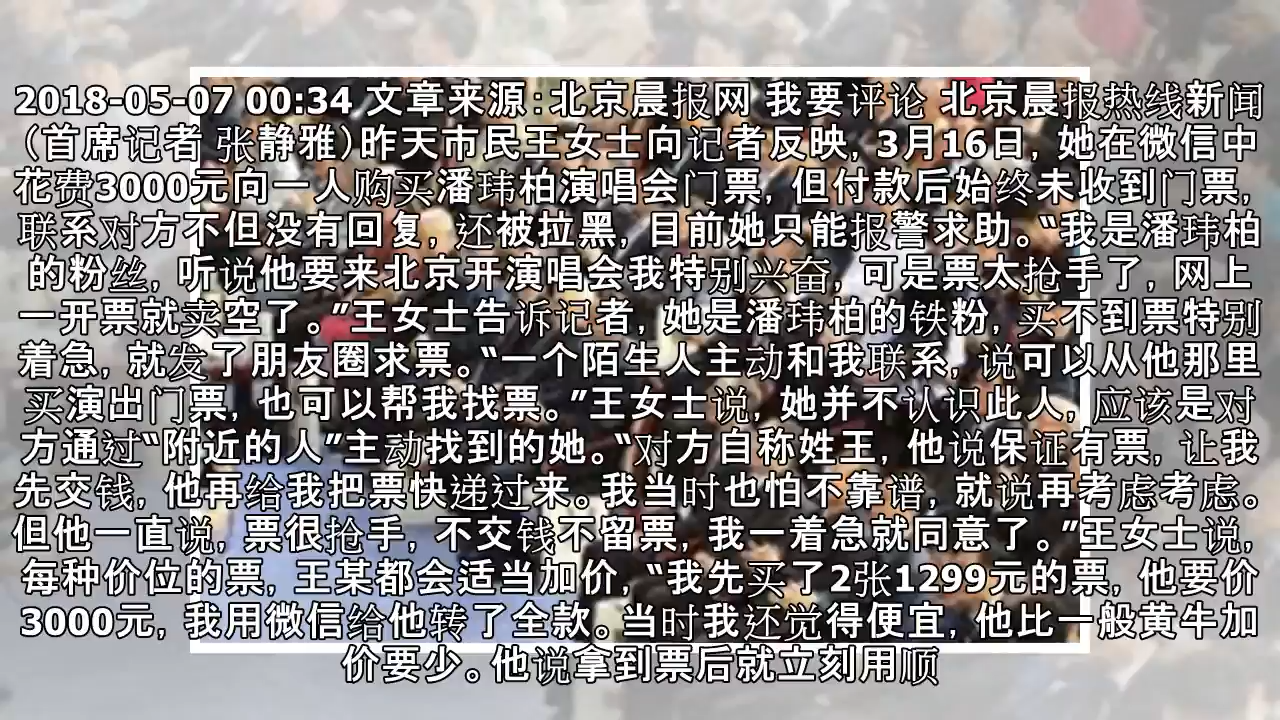 2018-05-07 00:34 文章来源：北京晨报网 我要评论 北京晨报热线新闻
（首席记者 张静雅）昨天市民王女士向记者反映，3月16日，她在微信中
花费3000元向一人购买潘玮柏演唱会门票，但付款后始终未收到门票，
联系对方不但没有回复，还被拉黑，目前她只能报警求助。“我是潘玮柏
的粉丝，听说他要来北京开演唱会我特别兴奋，可是票太抢手了，网上
一开票就卖空了。”王女士告诉记者，她是潘玮柏的铁粉，买不到票特别
着急，就发了朋友圈求票。“一个陌生人主动和我联系，说可以从他那里
买演出门票，也可以帮我找票。”王女士说，她并不认识此人，应该是对
方通过“附近的人”主动找到的她。“对方自称姓王，他说保证有票，让我
先交钱，他再给我把票快递过来。我当时也怕不靠谱，就说再考虑考虑。
但他一直说，票很抢手，不交钱不留票，我一着急就同意了。”王女士说，
每种价位的票，王某都会适当加价，“我先买了2张1299元的票，他要价
3000元，我用微信给他转了全款。当时我还觉得便宜，他比一般黄牛加
价要少。他说拿到票后就立刻用顺